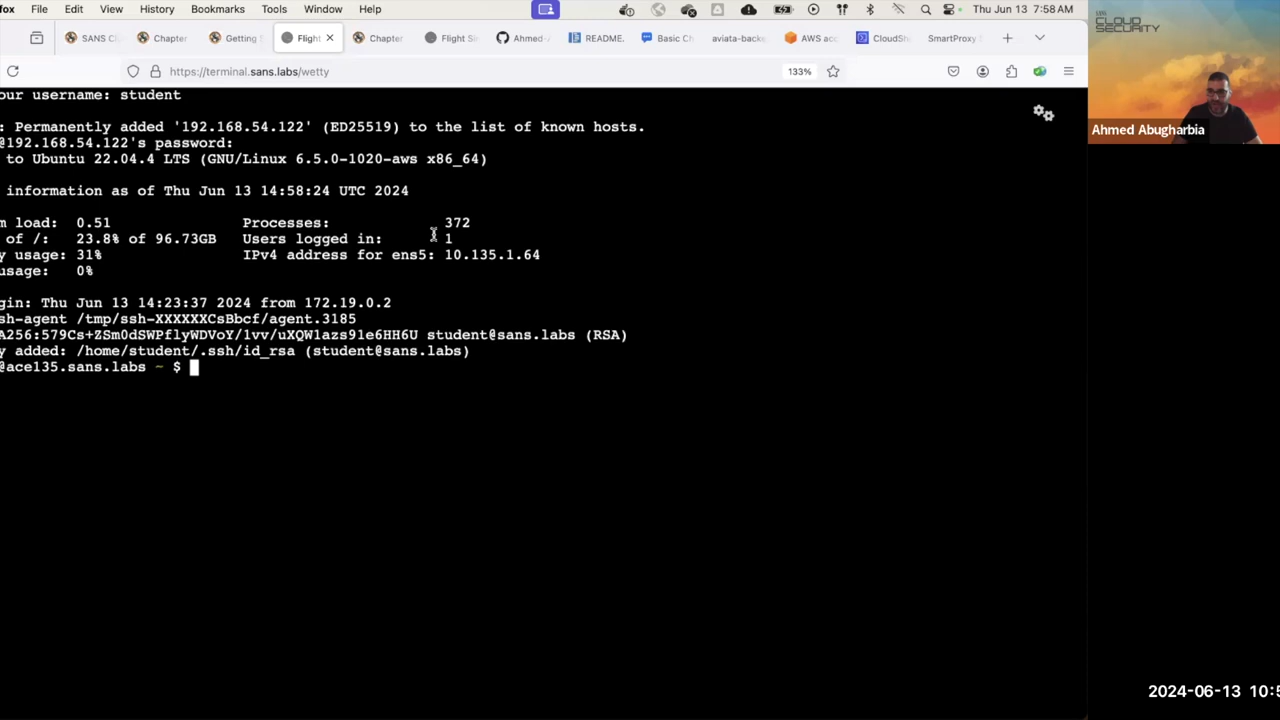 fox File Edit View History Bookmarks Tools Window Help Thu Jun 13 7:58 AM
SANS Cl Chapter Getting Flight Chapter Flight Si Ahmed- README. Basic Ch aviata-backe AWS acc CloudSh SmartProxy
https://terminal.sans.labs/wetty 133%
our username: student
: Permanently added '192.168.54.122' (ED25519) to the list of known hosts.
@192.168.54.122's password:
to Ubuntu 22.04.4 LTS (GNU/Linux 6.5.0-1020-aws x86_64)
information as of Thu Jun 13 14:58:24 UTC 2024
m load: 0.51 Processes: 372
of /: 23.8% of 96.73GB Users logged in: 1
y usage: 31% IPv4 address for ens5: 10.135.1.64
usage: 0%
gin: Thu Jun 13 14:23:37 2024 from 172.19.0.2
sh-agent /tmp/ssh-XXXXXXCsBbcf/agent.3185
A256:579Cs+ZSm0dSWPflyWDVoY/1vv/uXQW1azs91e6HH6U student@sans.labs (RSA)
y added: /home/student/.ssh/id_rsa (student@sans.labs)
@ace135.sans.labs ~ $
CLOUD
SECURITY
Ahmed Abugharbia
2024-06-13 10:5